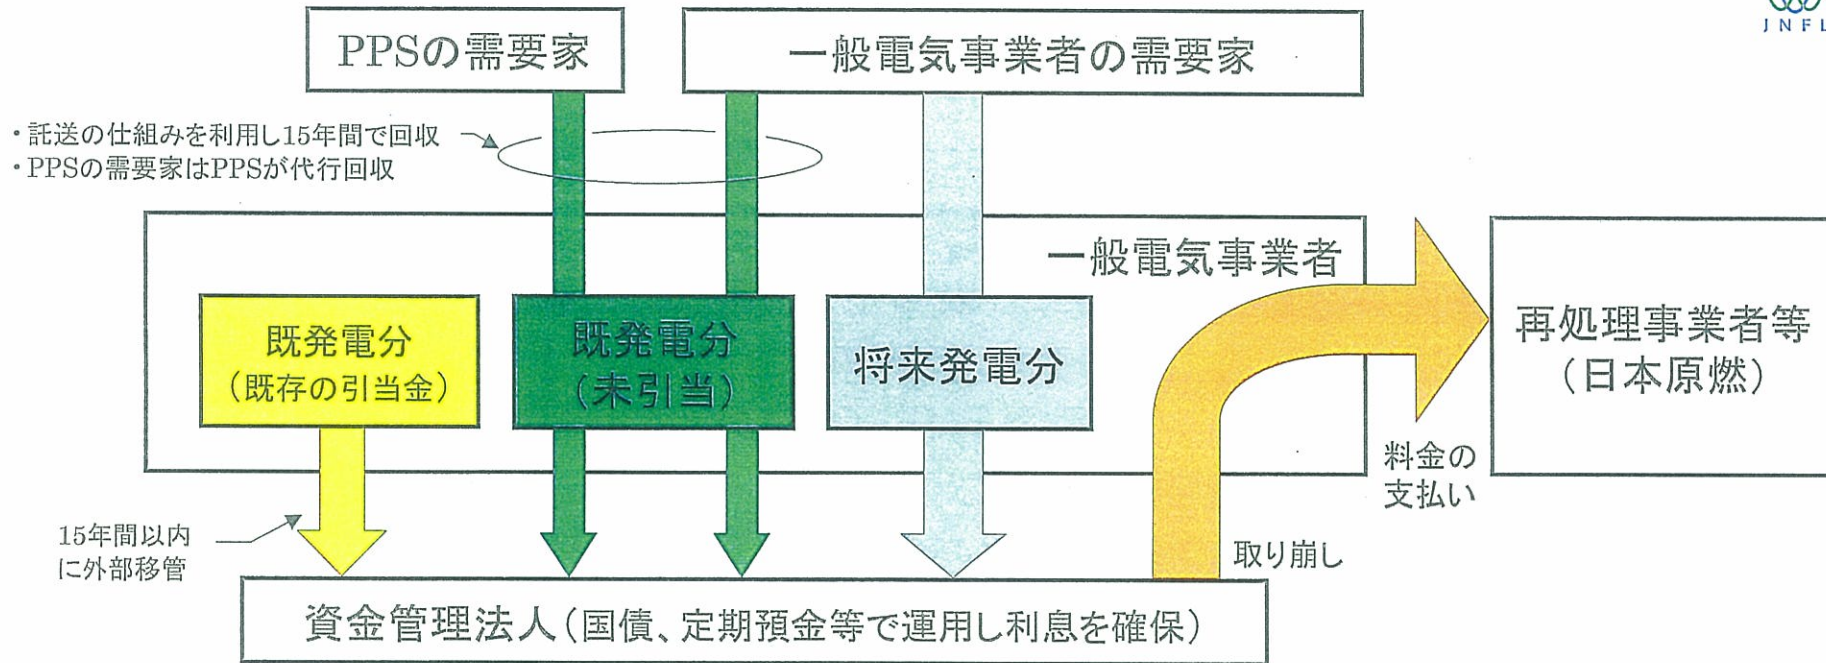 JNFL
PPSの需要家
一般電気事業者の需要家
・託送の仕組みを利用し15年間で回収
・PPSの需要家はPPSが代行回収
一般電気事業者
既発電分
（既存の引当金）
既発電分
（未引当）
将来発電分
再処理事業者等
（日本原燃）
料金の
支払い
15年間以内
に外部移管
取り崩し
資金管理法人（国債、定期預金等で運用し利息を確保）